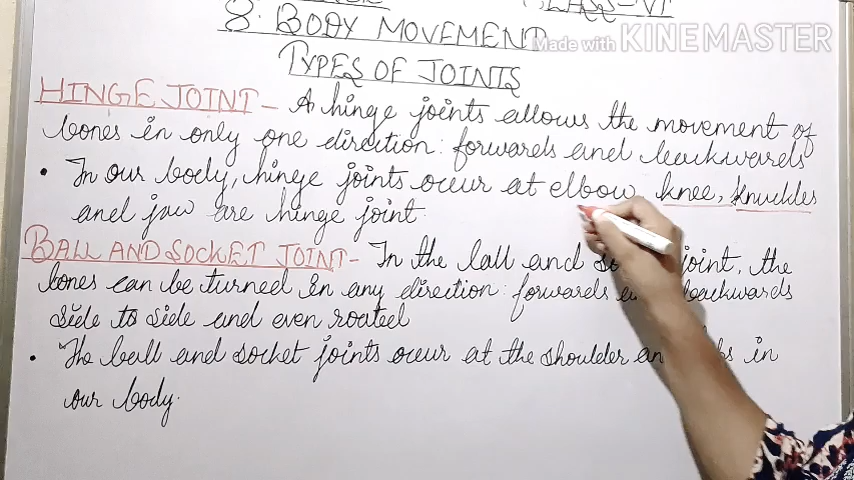 CLASS-VI
8. BODY MOVEMENT
Made with KINEMASTER
TYPES OF JOINTS
HINGE JOINT - A hinge joints allows the movement of
bones in only one direction: forwards and backwards
• In our body, hinge joints occur at elbow, knee, knuckles
and jaw are hinge joint.
BALL AND SOCKET JOINT - In the ball and joint, the
bones can be turned in any direction: forwards backwards
side to side and even roated
• The ball and socket joints occur at the shoulder in
our body.